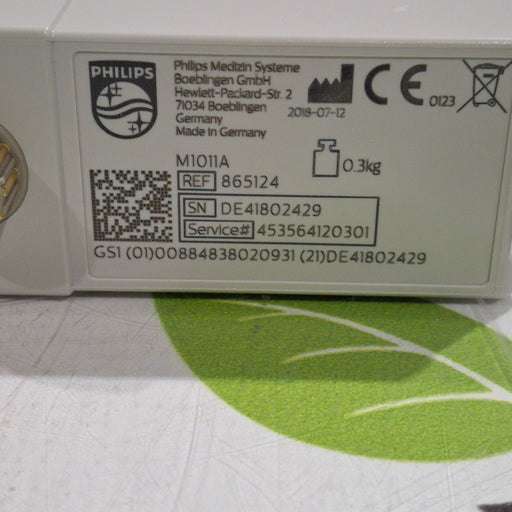 PHILIPS
Philips Medizin Systeme
Boeblingen GmbH
Hewlett-Packard-Str. 2
71034 Boeblingen
Germany
Made in Germany
2018-07-12
CE 0123
M1011A
0.3kg
REF 865124
SN DE41802429
Service# 453564120301
GS1 (01)00884838020931 (21)DE41802429